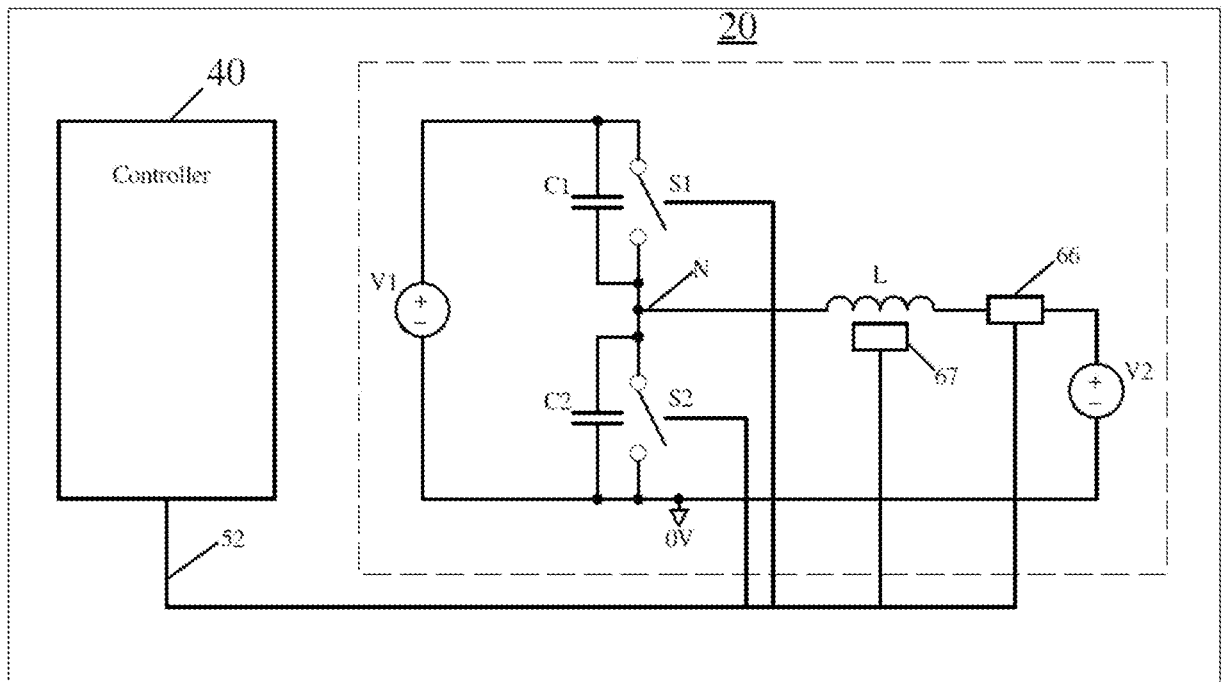 20
40
Controller
C1
S1
66
N
L
V1
+
−
67
V2
+
−
C2
S2
0V
52